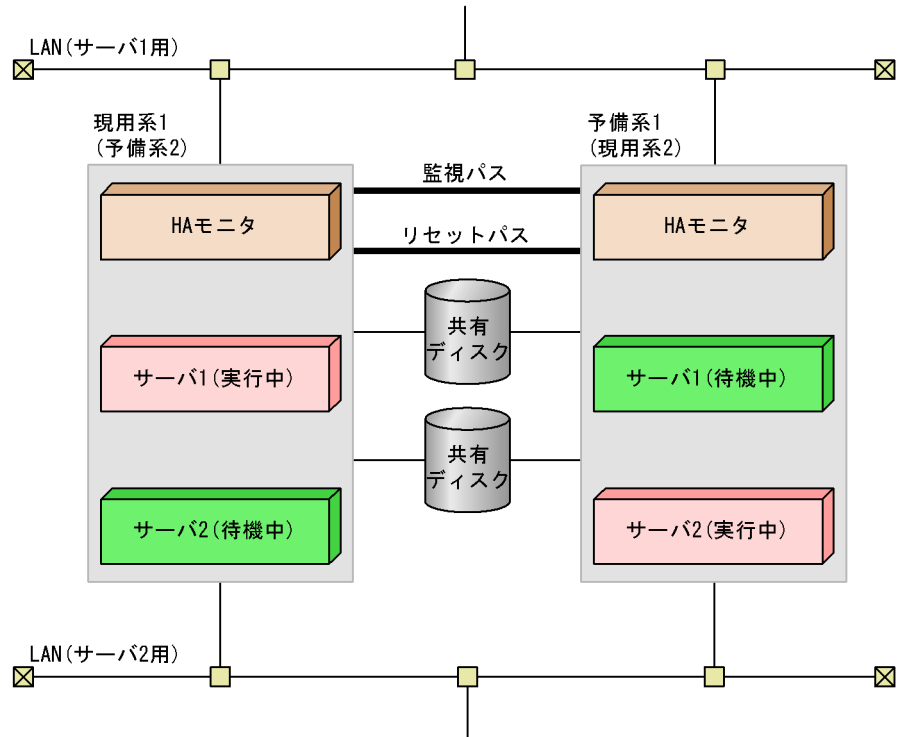 LAN(サーバ1用)
現用系1
(予備系2)
予備系1
(現用系2)
監視パス
HAモニタ
HAモニタ
リセットパス
共有
ディスク
サーバ1(実行中)
サーバ1(待機中)
共有
ディスク
サーバ2(待機中)
サーバ2(実行中)
LAN(サーバ2用)